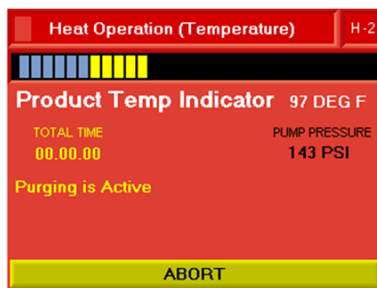 Heat Operation (Temperature) H-2
Product Temp Indicator 97 DEG F
TOTAL TIME PUMP PRESSURE
00.00.00 143 PSI
Purging is Active
ABORT